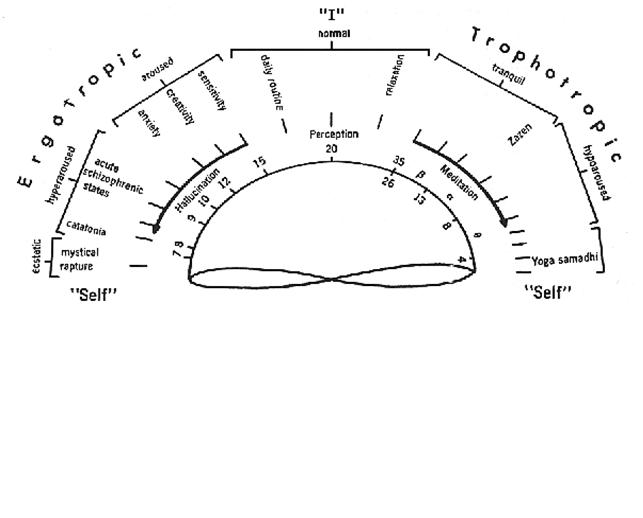 "I"
normal
Ergotropic
Trophotropic
aroused
tranquil
hyperaroused
hypoaroused
ecstatic
sensitivity
creativity
anxiety
daily routine
relaxation
Zazen
acute
schizophrenic
states
catatonia
mystical
rapture
Yoga samadhi
Perception
20
Hallucination
Meditation
15
12
10
9
8
7
35
26
β
13
α
8
θ
4
"Self"
"Self"